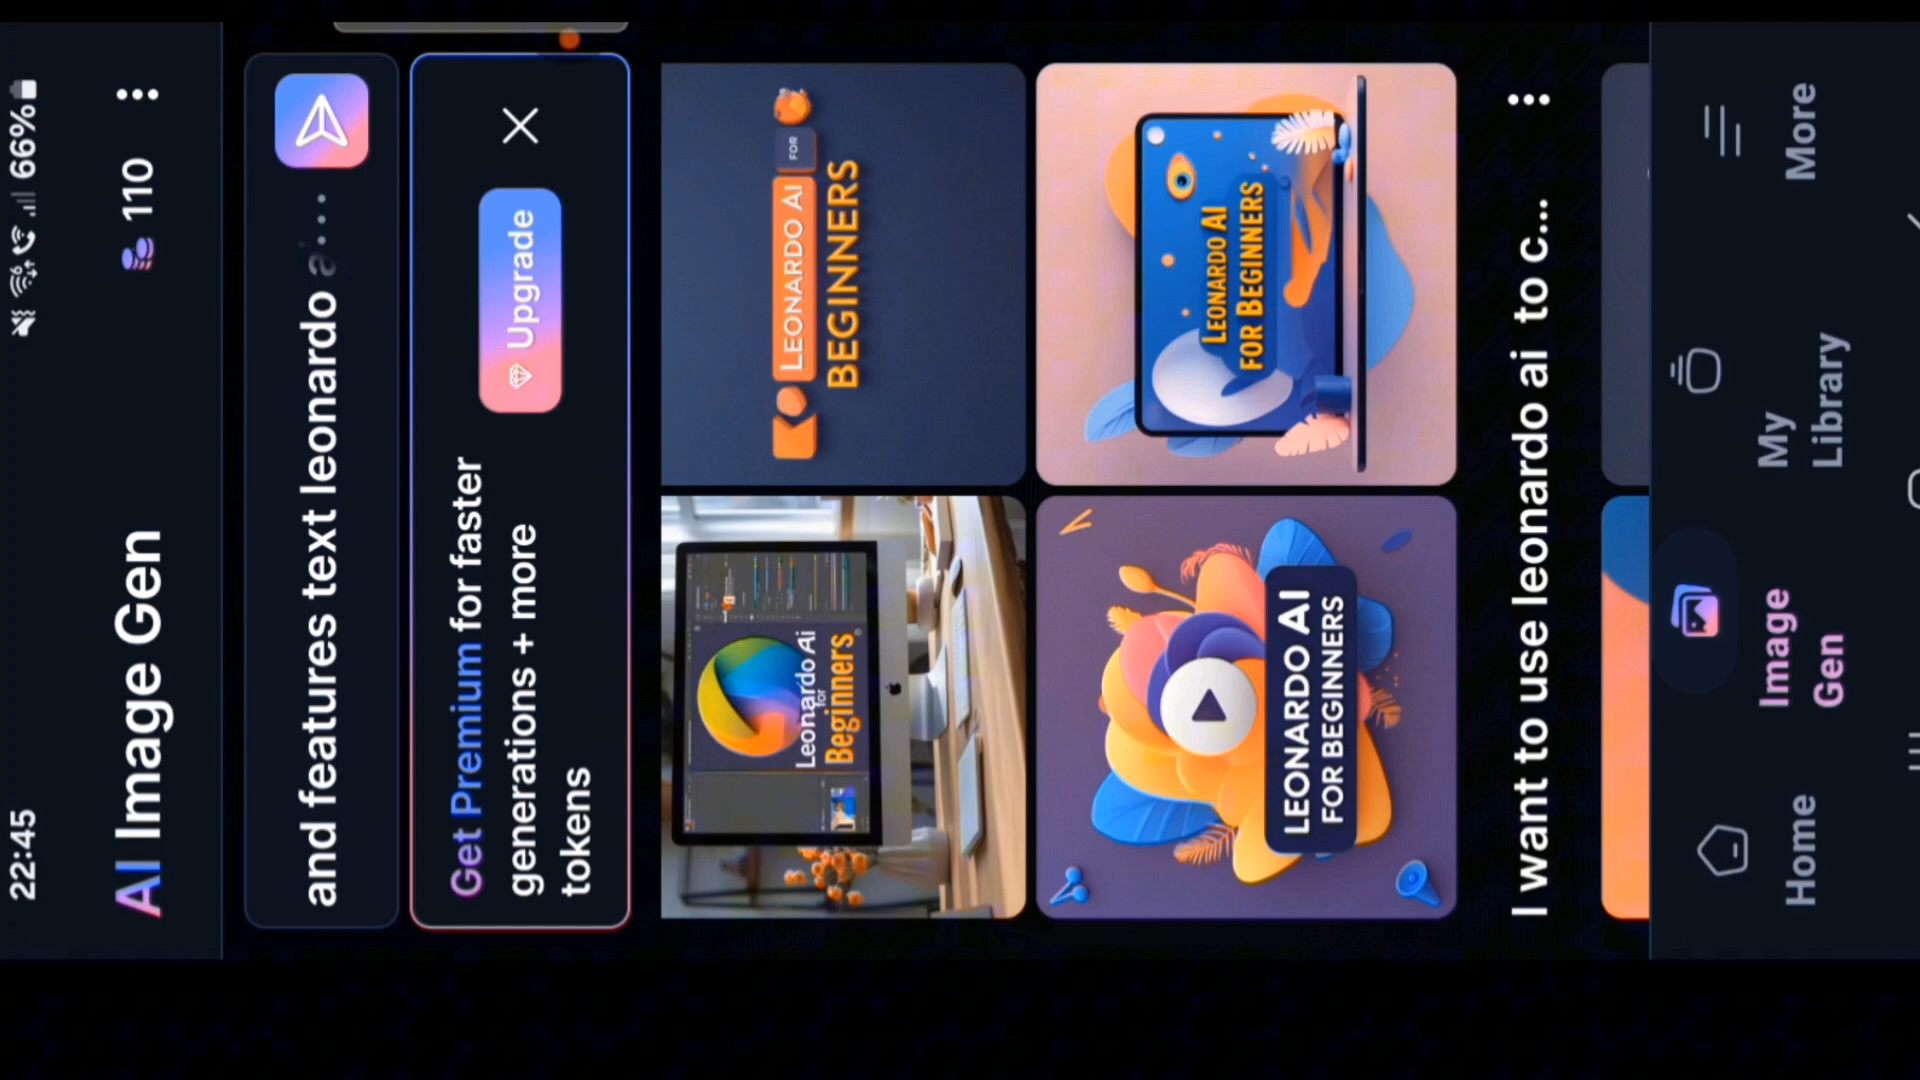 22:45 66%
AI Image Gen 110
and features text leonardo a
Get Premium for faster
generations + more
tokens
Upgrade
Leonardo Ai
for
Beginners
LEONARDO AI FOR
BEGINNERS
LEONARDO AI
FOR BEGINNERS
LEONARDO AI
FOR BEGINNERS
I want to use leonardo ai to c...
Home
Image
Gen
My
Library
More